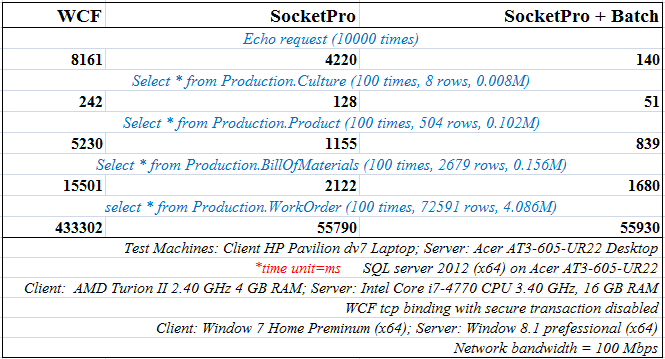 WCF SocketPro SocketPro + Batch
Echo request (10000 times)
8161 4220 140
Select * from Production.Culture (100 times, 8 rows, 0.008M)
242 128 51
Select * from Production.Product (100 times, 504 rows, 0.102M)
5230 1155 839
Select * from Production.BillOfMaterials (100 times, 2679 rows, 0.156M)
15501 2122 1680
select * from Production.WorkOrder (100 times, 72591 rows, 4.086M)
433302 55790 55930
Test Machines: Client HP Pavilion dv7 Laptop; Server: Acer AT3-605-UR22 Desktop
*time unit=ms SQL server 2012 (x64) on Acer AT3-605-UR22
Client: AMD Turion II 2.40 GHz 4 GB RAM; Server: Intel Core i7-4770 CPU 3.40 GHz, 16 GB RAM
WCF tcp binding with secure transaction disabled
Client: Window 7 Home Preminum (x64); Server: Window 8.1 prefessional (x64)
Network bandwidth = 100 Mbps